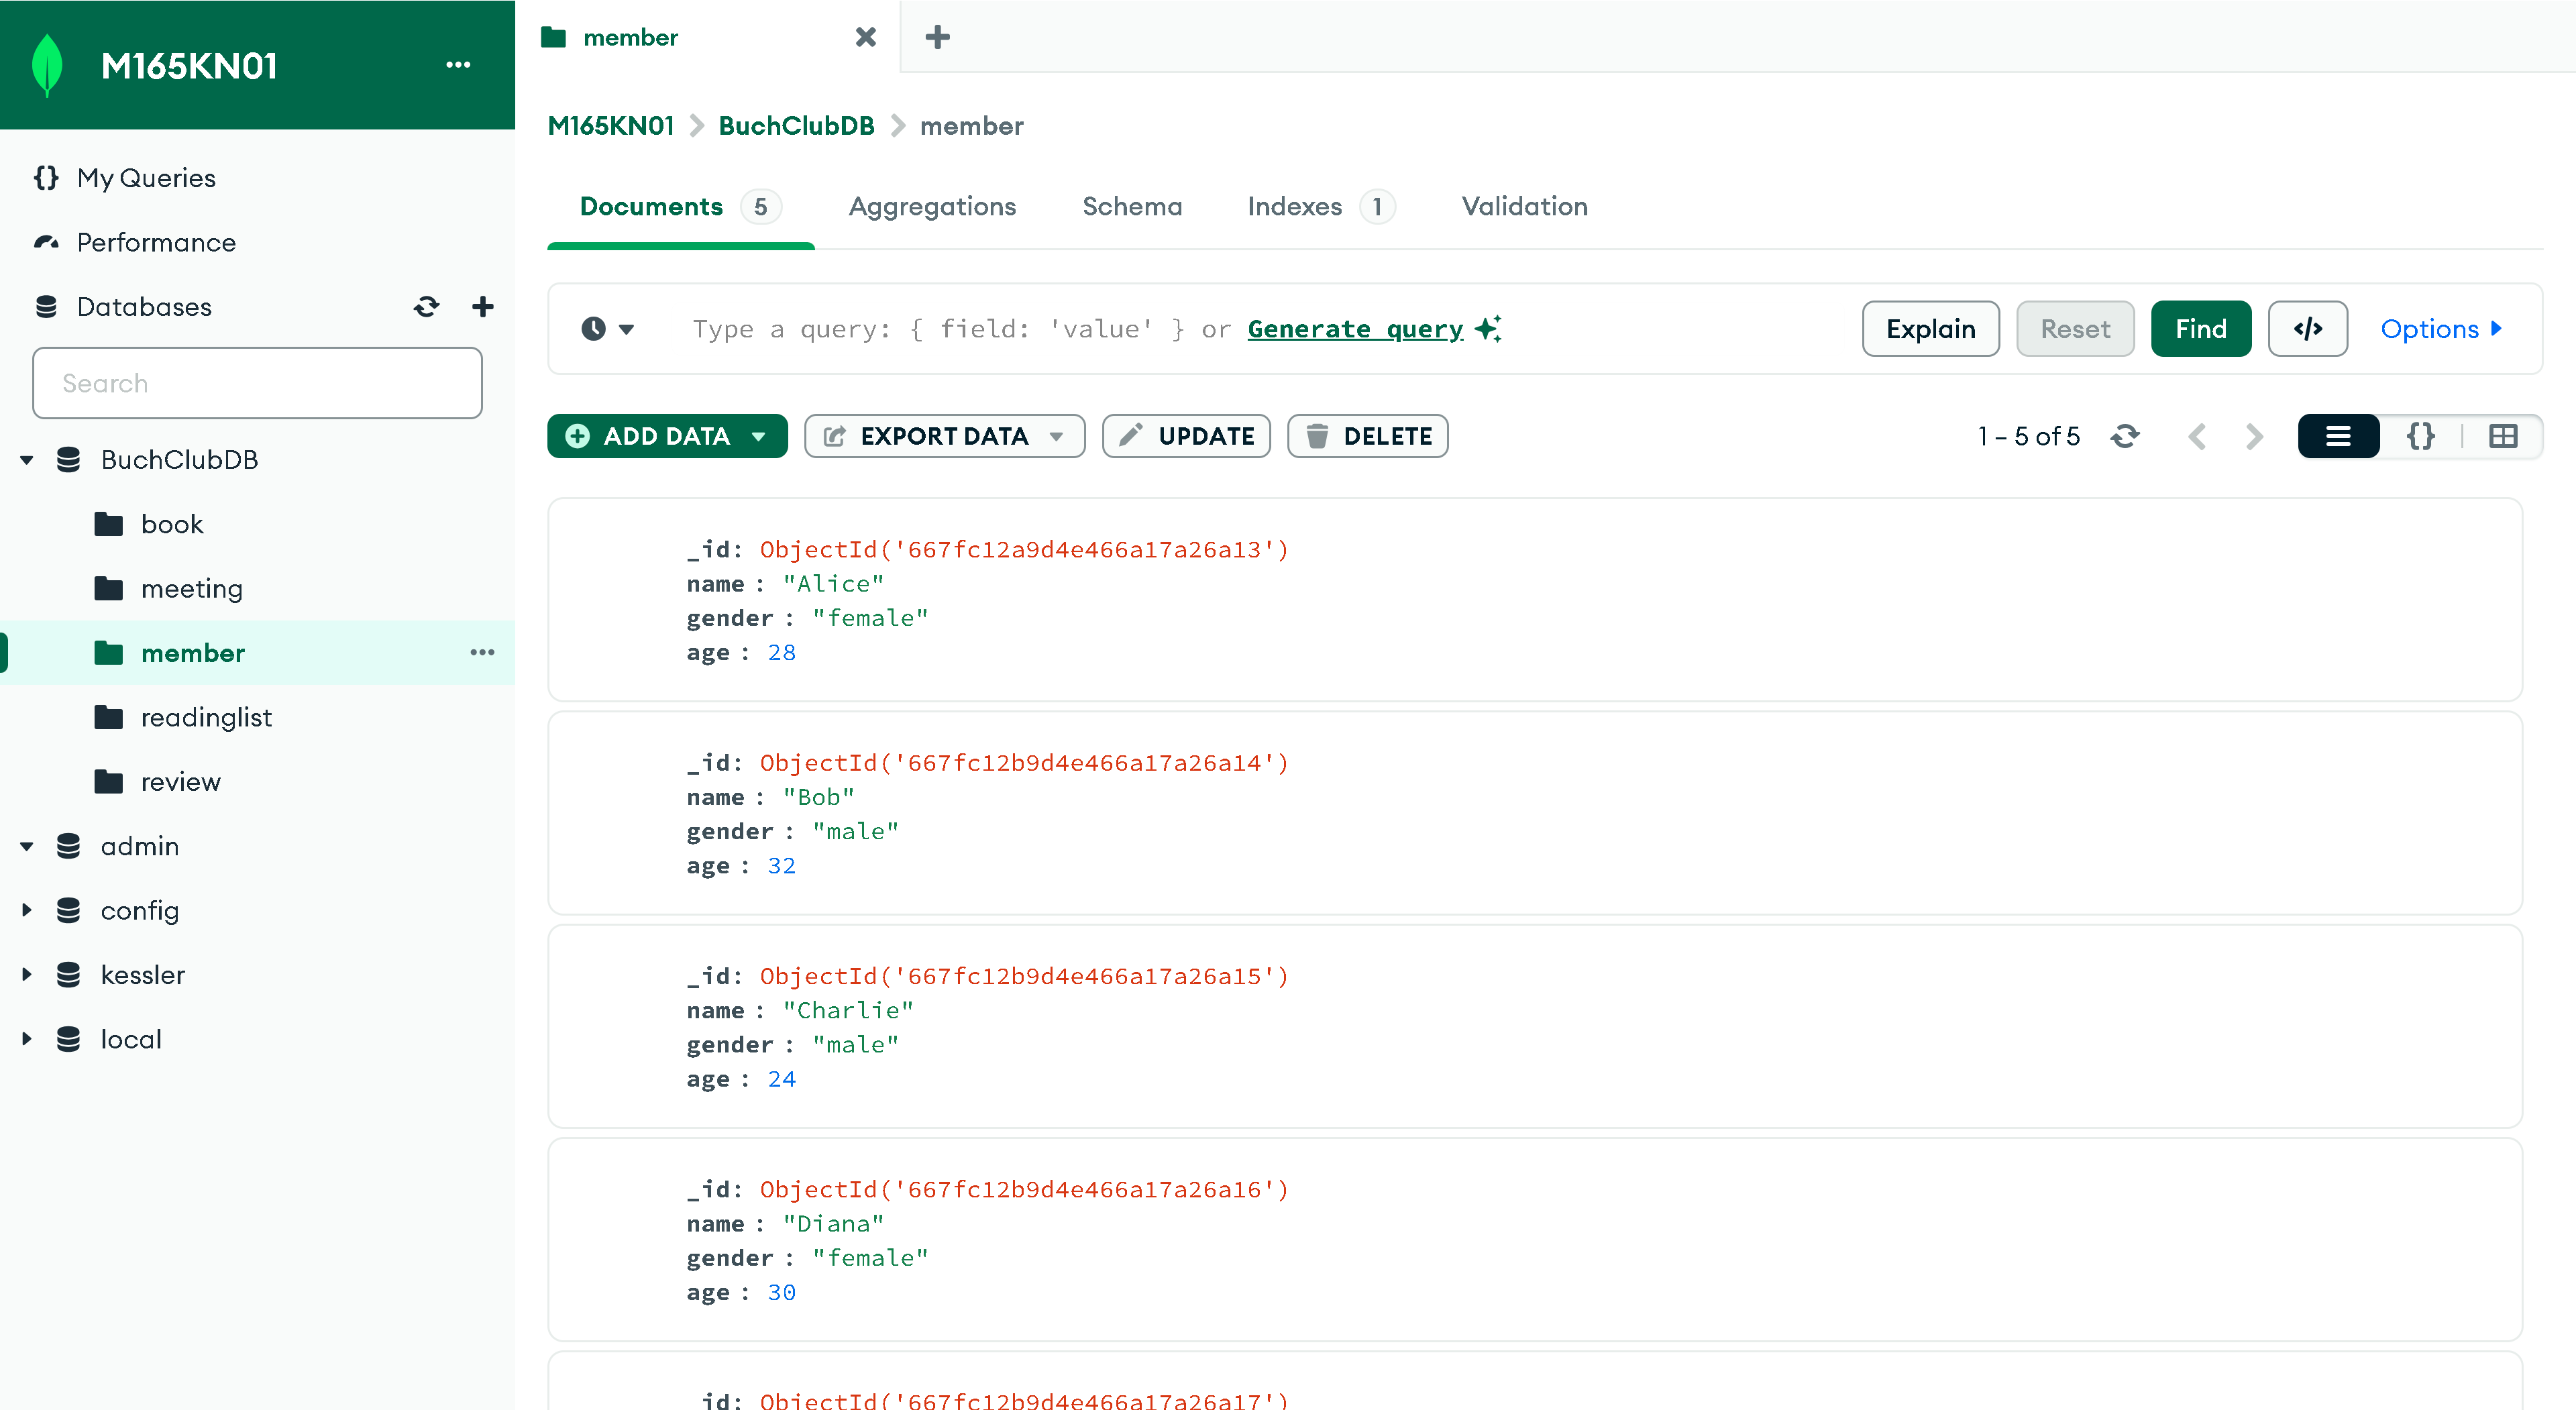 M165KN01
My Queries
Performance
Databases
Search
BuchClubDB
book
meeting
member
readinglist
review
admin
config
kessler
local
member
M165KN01 BuchClubDB member
Documents 5 Aggregations Schema Indexes 1 Validation
Type a query: { field: 'value' } or Generate query Explain Reset Find </> Options
ADD DATA EXPORT DATA UPDATE DELETE 1 – 5 of 5 {}
_id: ObjectId('667fc12a9d4e466a17a26a13')
name : "Alice"
gender : "female"
age : 28
_id: ObjectId('667fc12b9d4e466a17a26a14')
name : "Bob"
gender : "male"
age : 32
_id: ObjectId('667fc12b9d4e466a17a26a15')
name : "Charlie"
gender : "male"
age : 24
_id: ObjectId('667fc12b9d4e466a17a26a16')
name : "Diana"
gender : "female"
age : 30
_id: ObjectId('667fc12b9d4e466a17a26a17')